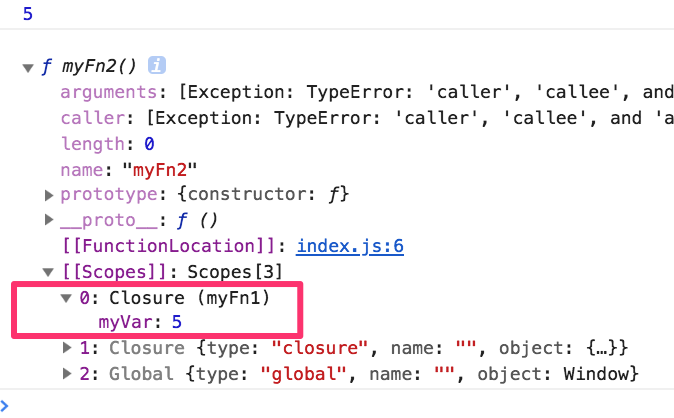 5
ƒ myFn2() i
arguments: [Exception: TypeError: 'caller', 'callee', and
caller: [Exception: TypeError: 'caller', 'callee', and 'a
length: 0
name: "myFn2"
prototype: {constructor: ƒ}
__proto__: ƒ ()
[[FunctionLocation]]: index.js:6
[[Scopes]]: Scopes[3]
0: Closure (myFn1)
myVar: 5
1: Closure {type: "closure", name: "", object: {…}}
2: Global {type: "global", name: "", object: Window}